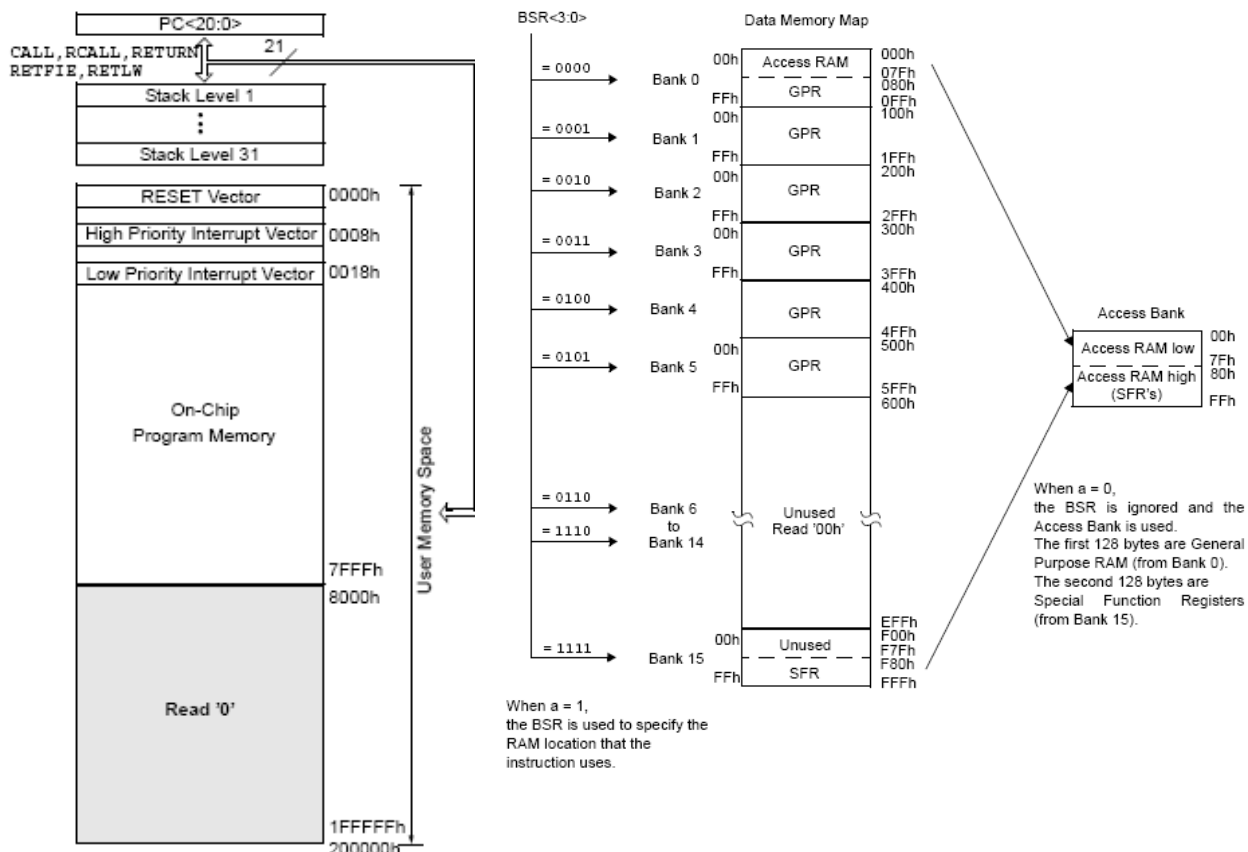 PC<20:0>
CALL,RCALL,RETURN
RETFIE,RETLW
21
Stack Level 1
Stack Level 31
RESET Vector
0000h
High Priority Interrupt Vector
0008h
Low Priority Interrupt Vector
0018h
On-Chip
Program Memory
7FFFh
8000h
Read '0'
1FFFFFh
200000h
User Memory Space
BSR<3:0>
Data Memory Map
= 0000
Bank 0
00h
Access RAM
000h
07Fh
080h
FFh
GPR
0FFh
= 0001
Bank 1
00h
GPR
100h
FFh
1FFh
= 0010
Bank 2
00h
GPR
200h
FFh
2FFh
= 0011
Bank 3
00h
GPR
300h
FFh
3FFh
= 0100
Bank 4
GPR
400h
4FFh
= 0101
Bank 5
00h
GPR
500h
FFh
5FFh
600h
= 0110
= 1110
Bank 6
to
Bank 14
Unused
Read '00h'
EFFh
= 1111
Bank 15
00h
Unused
F00h
F7Fh
F80h
FFh
SFR
FFFh
When a = 1,
the BSR is used to specify the
RAM location that the
instruction uses.
Access Bank
Access RAM low
00h
7Fh
Access RAM high
(SFR's)
80h
FFh
When a = 0,
the BSR is ignored and the
Access Bank is used.
The first 128 bytes are General
Purpose RAM (from Bank 0).
The second 128 bytes are
Special Function Registers
(from Bank 15).